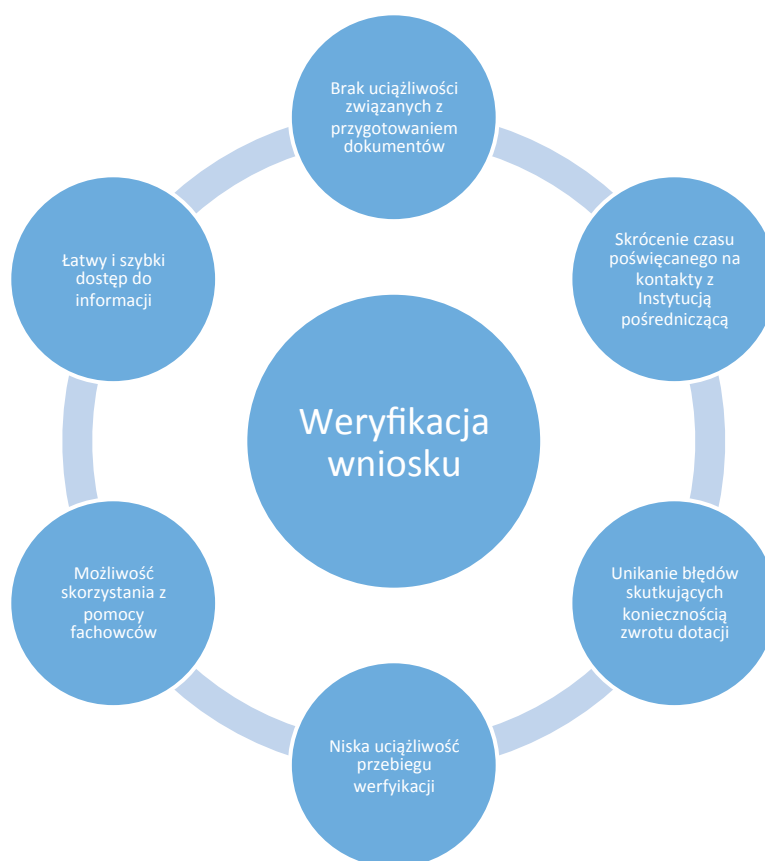 Brak uciążliwości
związanych z
przygotowaniem
dokumentów
Skrócenie czasu
poświęcanego na
kontakty z
Instytucją
pośredniczącą
Unikanie błędów
skutkujących
koniecznością
zwrotu dotacji
Niska uciążliwość
przebiegu
werfyikacji
Możliwość
skorzystania z
pomocy
fachowców
Łatwy i szybki
dostęp do
informacji
Weryfikacja
wniosku